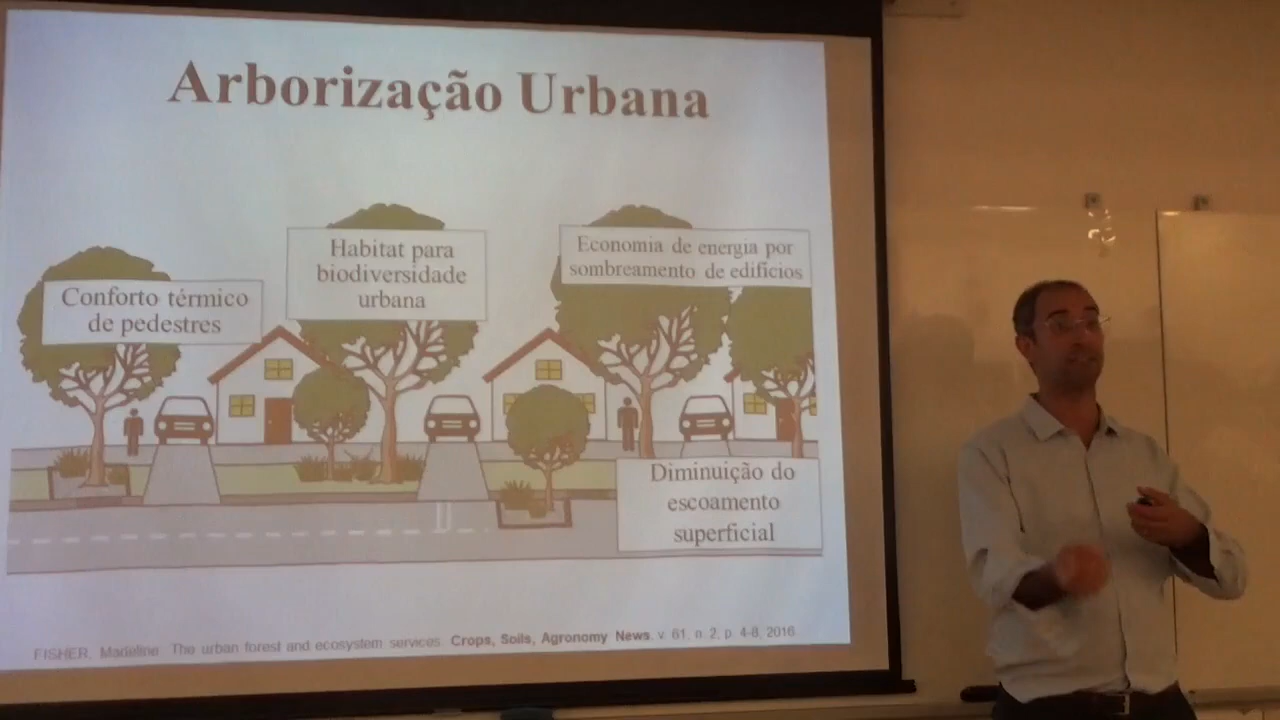 Arborização Urbana
Conforto térmico
de pedestres
Habitat para
biodiversidade
urbana
Economia de energia por
sombreamento de edifícios
Diminuição do
escoamento
superficial
FISHER, Madeline. The urban forest and ecosystem services. Crops, Soils, Agronomy News. v. 61, n. 2, p. 4-8, 2016.